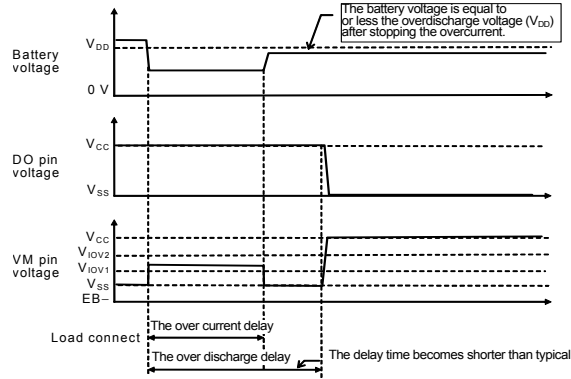 The battery voltage is equal to
or less the overdischarge voltage (VDD)
after stopping the overcurrent.
Battery
voltage
VDD
0 V
DO pin
voltage
VCC
VSS
VM pin
voltage
VCC
VIOV2
VIOV1
VSS
EB−
Load connect
The over current delay
The over discharge delay
The delay time becomes shorter than typical